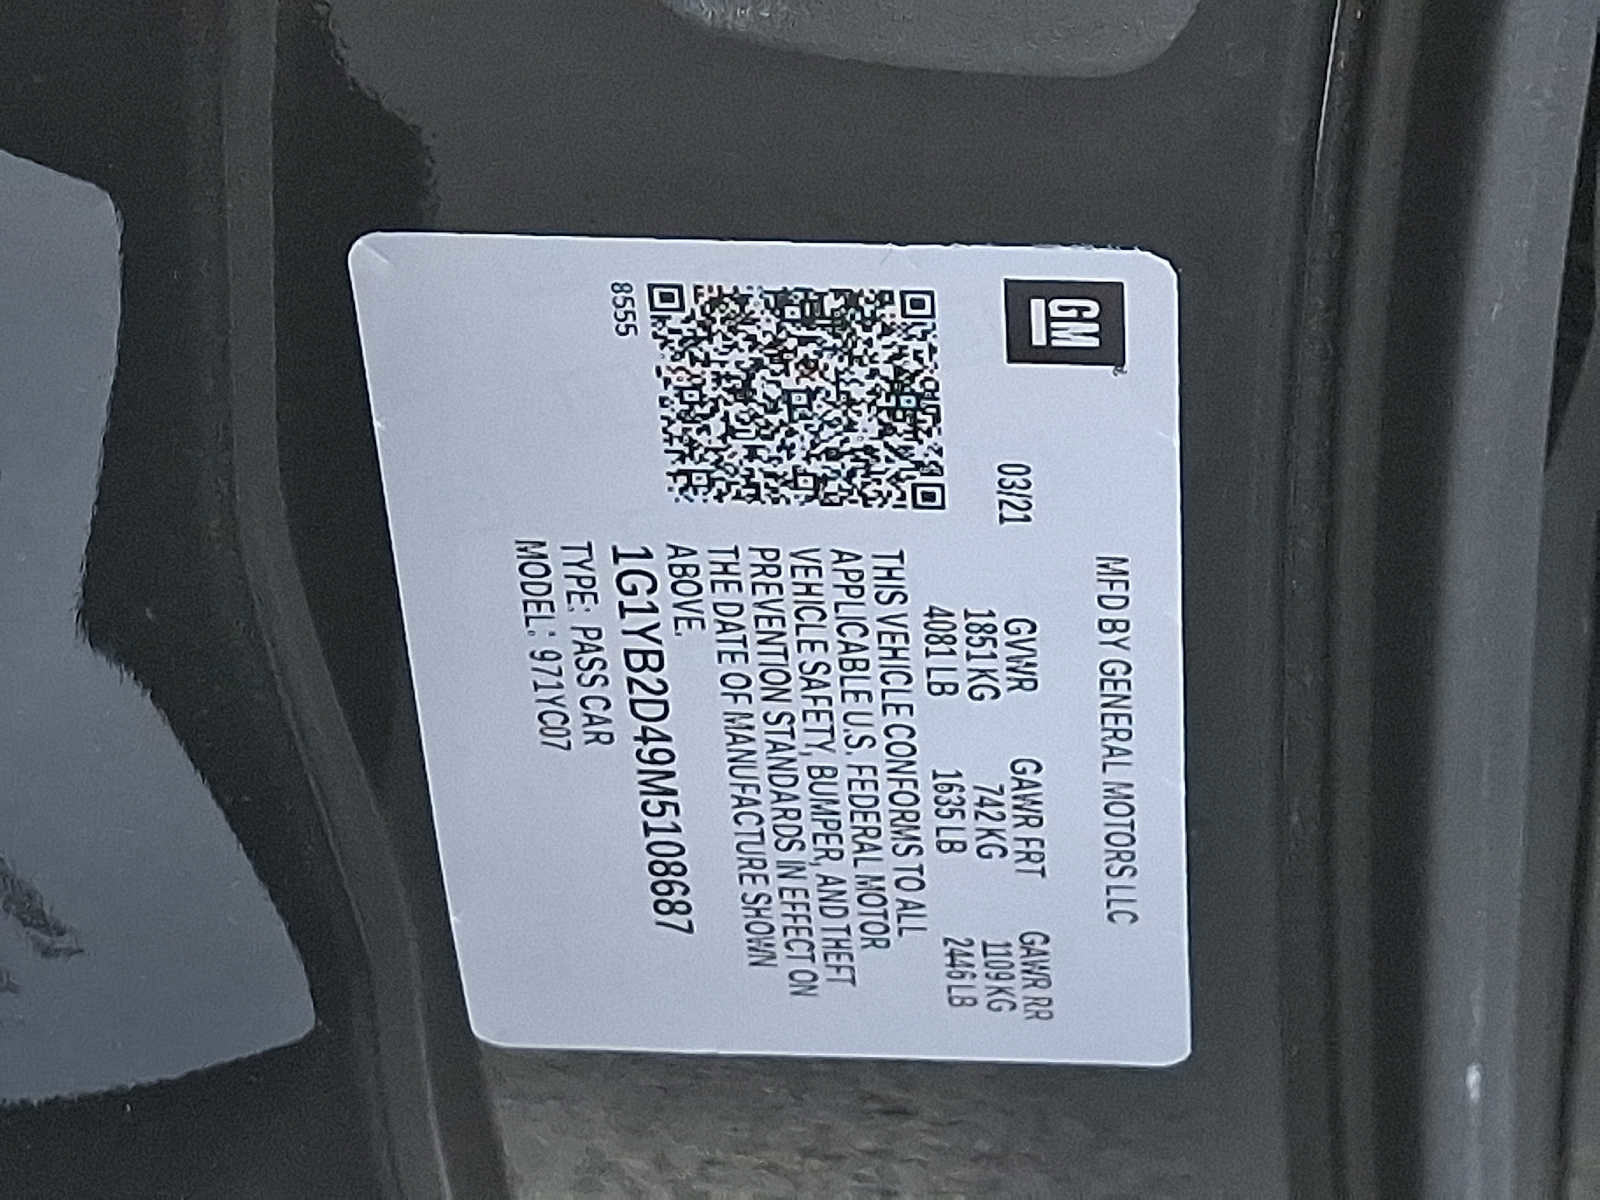 GM
MFD BY GENERAL MOTORS LLC
03/21
GVWR GAWR FRT GAWR RR
1851 KG 742 KG 1109 KG
4081 LB 1635 LB 2446 LB
THIS VEHICLE CONFORMS TO ALL
APPLICABLE U.S. FEDERAL MOTOR
VEHICLE SAFETY, BUMPER, AND THEFT
PREVENTION STANDARDS IN EFFECT ON
THE DATE OF MANUFACTURE SHOWN
ABOVE.
1G1YB2D49M5108687
TYPE: PASS CAR
MODEL: 971YC07
8555